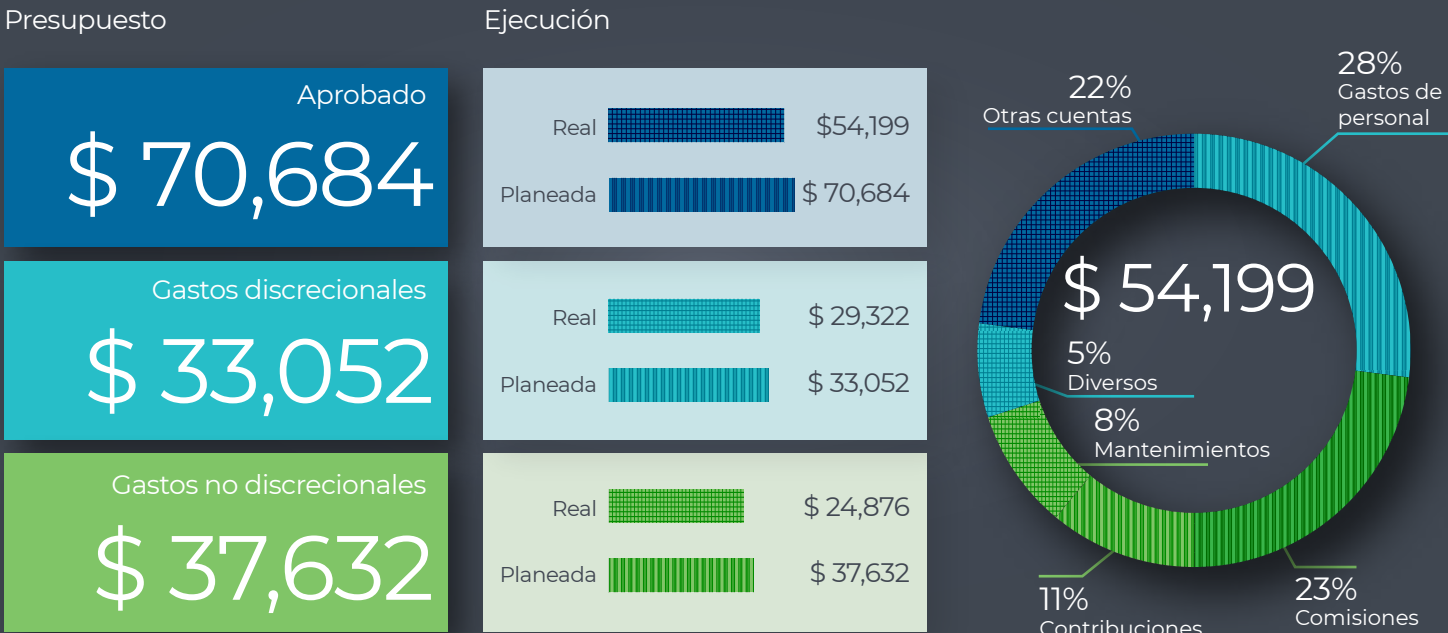 Presupuesto
Aprobado
$ 70,684
Gastos discrecionales
$ 33,052
Gastos no discrecionales
$ 37,632
Ejecución
Real $54,199
Planeada $ 70,684
Real $ 29,322
Planeada $ 33,052
Real $ 24,876
Planeada $ 37,632
22%
Otras cuentas
28%
Gastos de
personal
$ 54,199
5%
Diversos
8%
Mantenimientos
11%
Contribuciones
23%
Comisiones